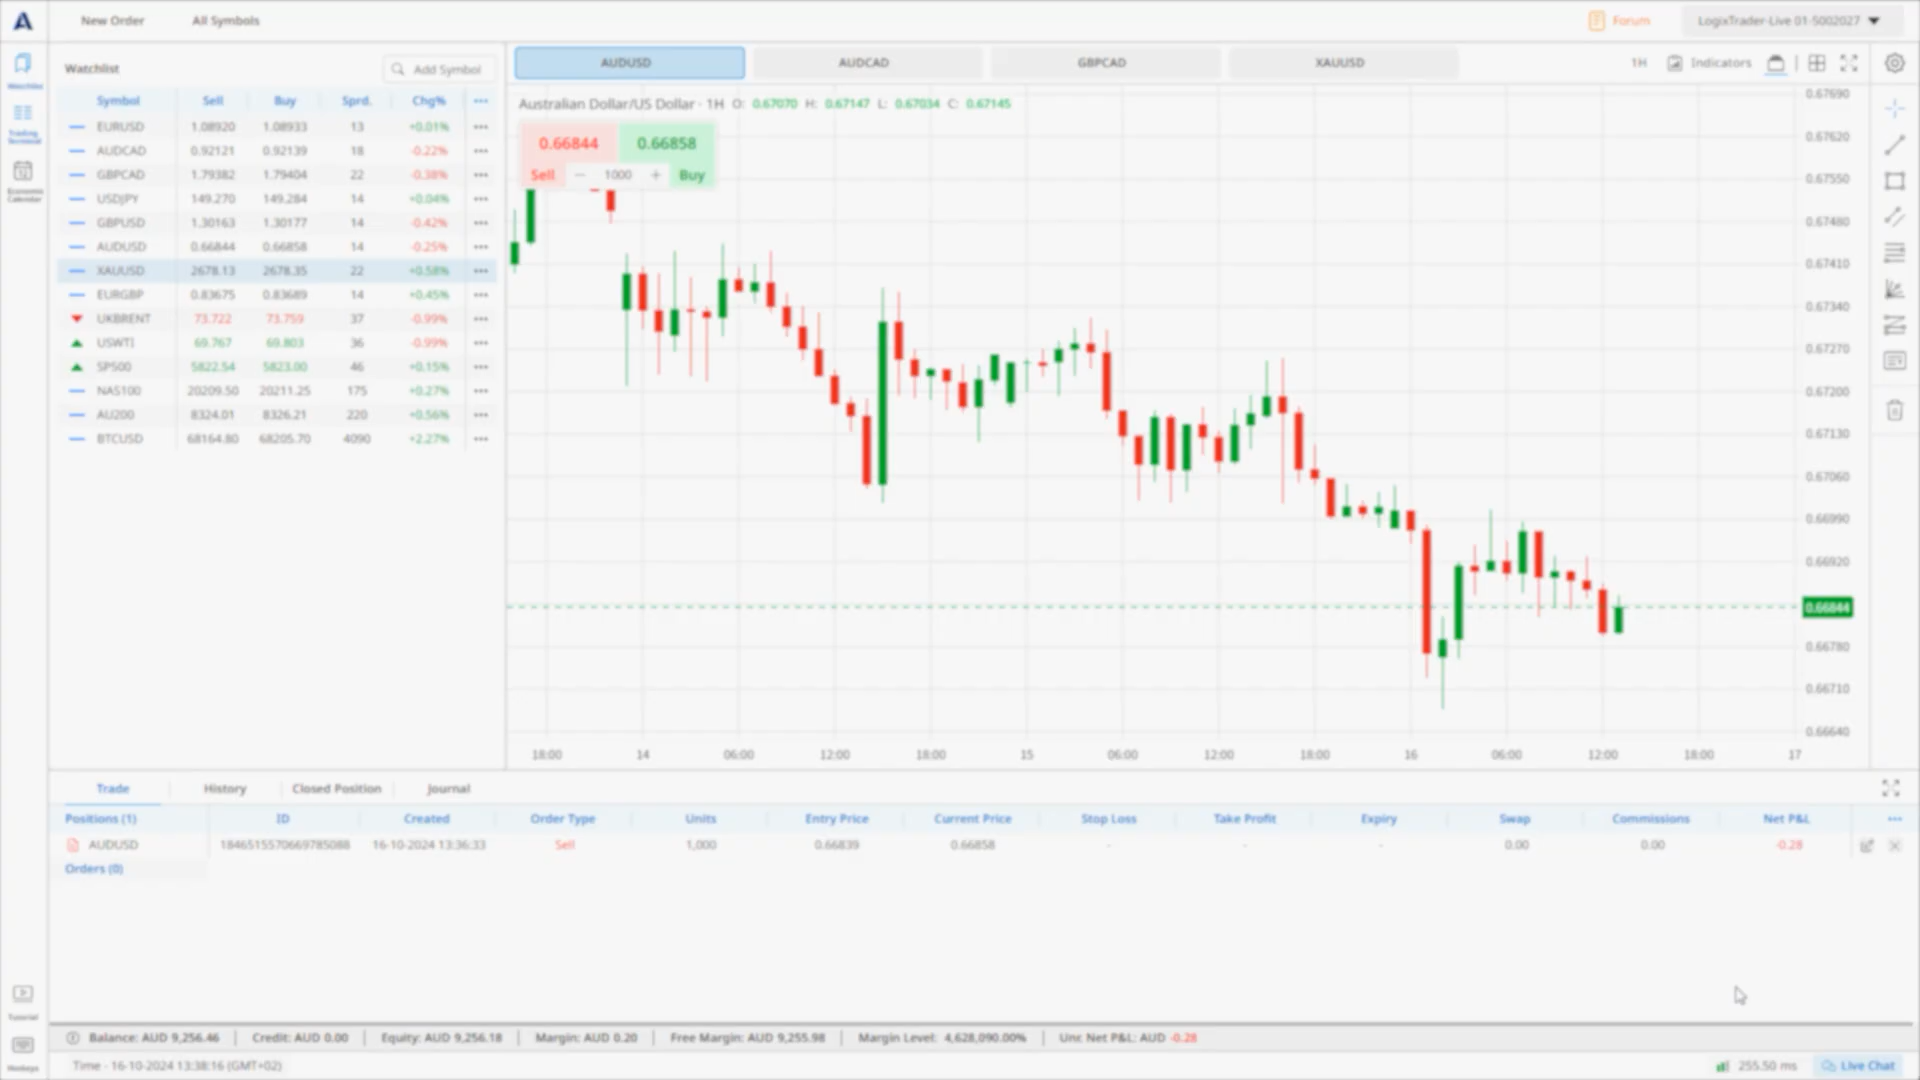 New Order All Symbols Forum LogixTrader-Live 01-5002027
Watchlist Add Symbol AUDUSD AUDCAD GBPCAD XAUUSD 1H Indicators
Watchlist
Trading Terminal
Economic Calendar
Australian Dollar/US Dollar · 1H O: 0.67070 H: 0.67147 L: 0.67034 C: 0.67145
0.66844 0.66858
Sell − 1000 + Buy
Symbol Sell Buy Sprd. Chg% •••
EURUSD 1.08920 1.08933 13 +0.01% •••
AUDCAD 0.92121 0.92139 18 -0.22% •••
GBPCAD 1.79382 1.79404 22 -0.38% •••
USDJPY 149.270 149.284 14 +0.04% •••
GBPUSD 1.30163 1.30177 14 -0.42% •••
AUDUSD 0.66844 0.66858 14 -0.25% •••
XAUUSD 2678.13 2678.35 22 +0.58% •••
EURGBP 0.83675 0.83689 14 +0.45% •••
UKBRENT 73.722 73.759 37 -0.99% •••
USWTI 69.767 69.803 36 -0.99% •••
SP500 5822.54 5823.00 46 +0.15% •••
NAS100 20209.50 20211.25 175 +0.27% •••
AU200 8324.01 8326.21 220 +0.56% •••
BTCUSD 68164.80 68205.70 4090 +2.27% •••
0.67690
0.67620
0.67550
0.67480
0.67410
0.67340
0.67270
0.67200
0.67130
0.67060
0.66990
0.66920
0.66844
0.66780
0.66710
0.66640
18:00 14 06:00 12:00 18:00 15 06:00 12:00 18:00 16 06:00 12:00 18:00 17
Trade History Closed Position Journal
Positions (1) ID Created Order Type Units Entry Price Current Price Stop Loss Take Profit Expiry Swap Commissions Net P&L •••
AUDUSD 1846515570669785088 16-10-2024 13:36:33 Sell 1,000 0.66839 0.66858 - - - 0.00 0.00 -0.28
Orders (0)
Tutorial
Hotkeys
Balance: AUD 9,256.46 Credit: AUD 0.00 Equity: AUD 9,256.18 Margin: AUD 0.20 Free Margin: AUD 9,255.98 Margin Level: 4,628,090.00% Unr. Net P&L: AUD -0.28
Time - 16-10-2024 13:38:16 (GMT+02) 255.50 ms Live Chat